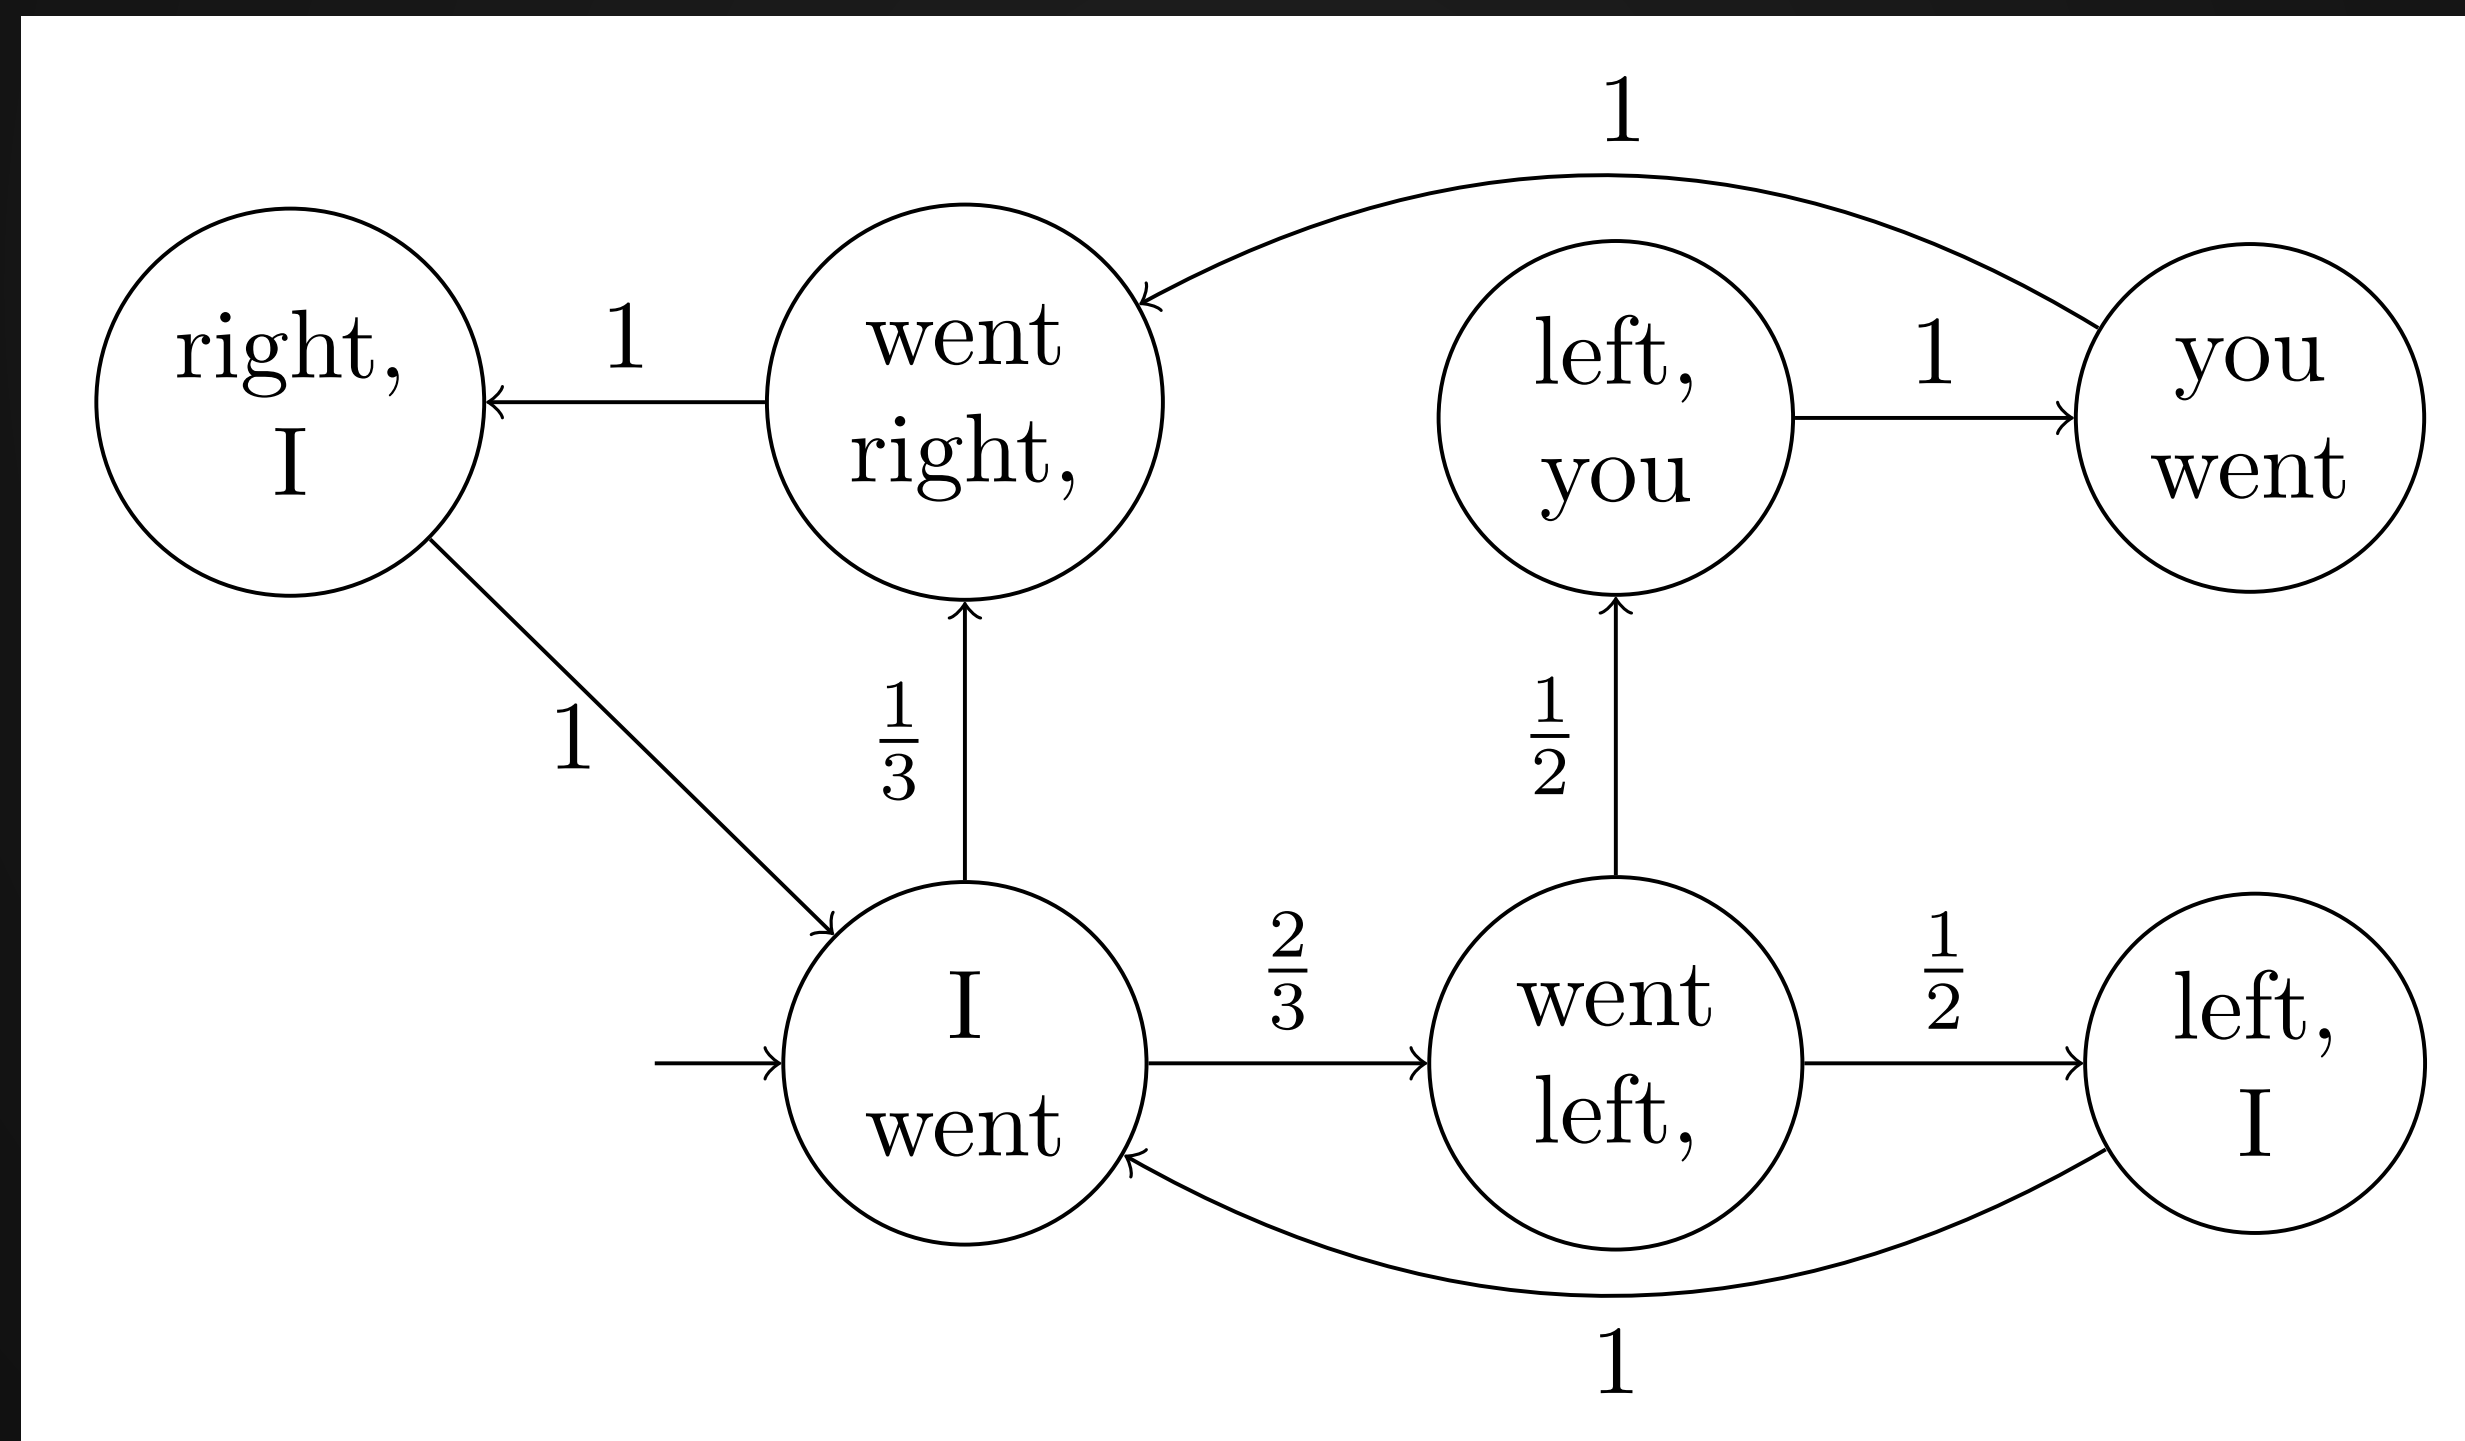 1
right,
I
1
went
right,
left,
you
1
you
went
1
1/3
1/2
I
went
2/3
went
left,
1/2
left,
I
1